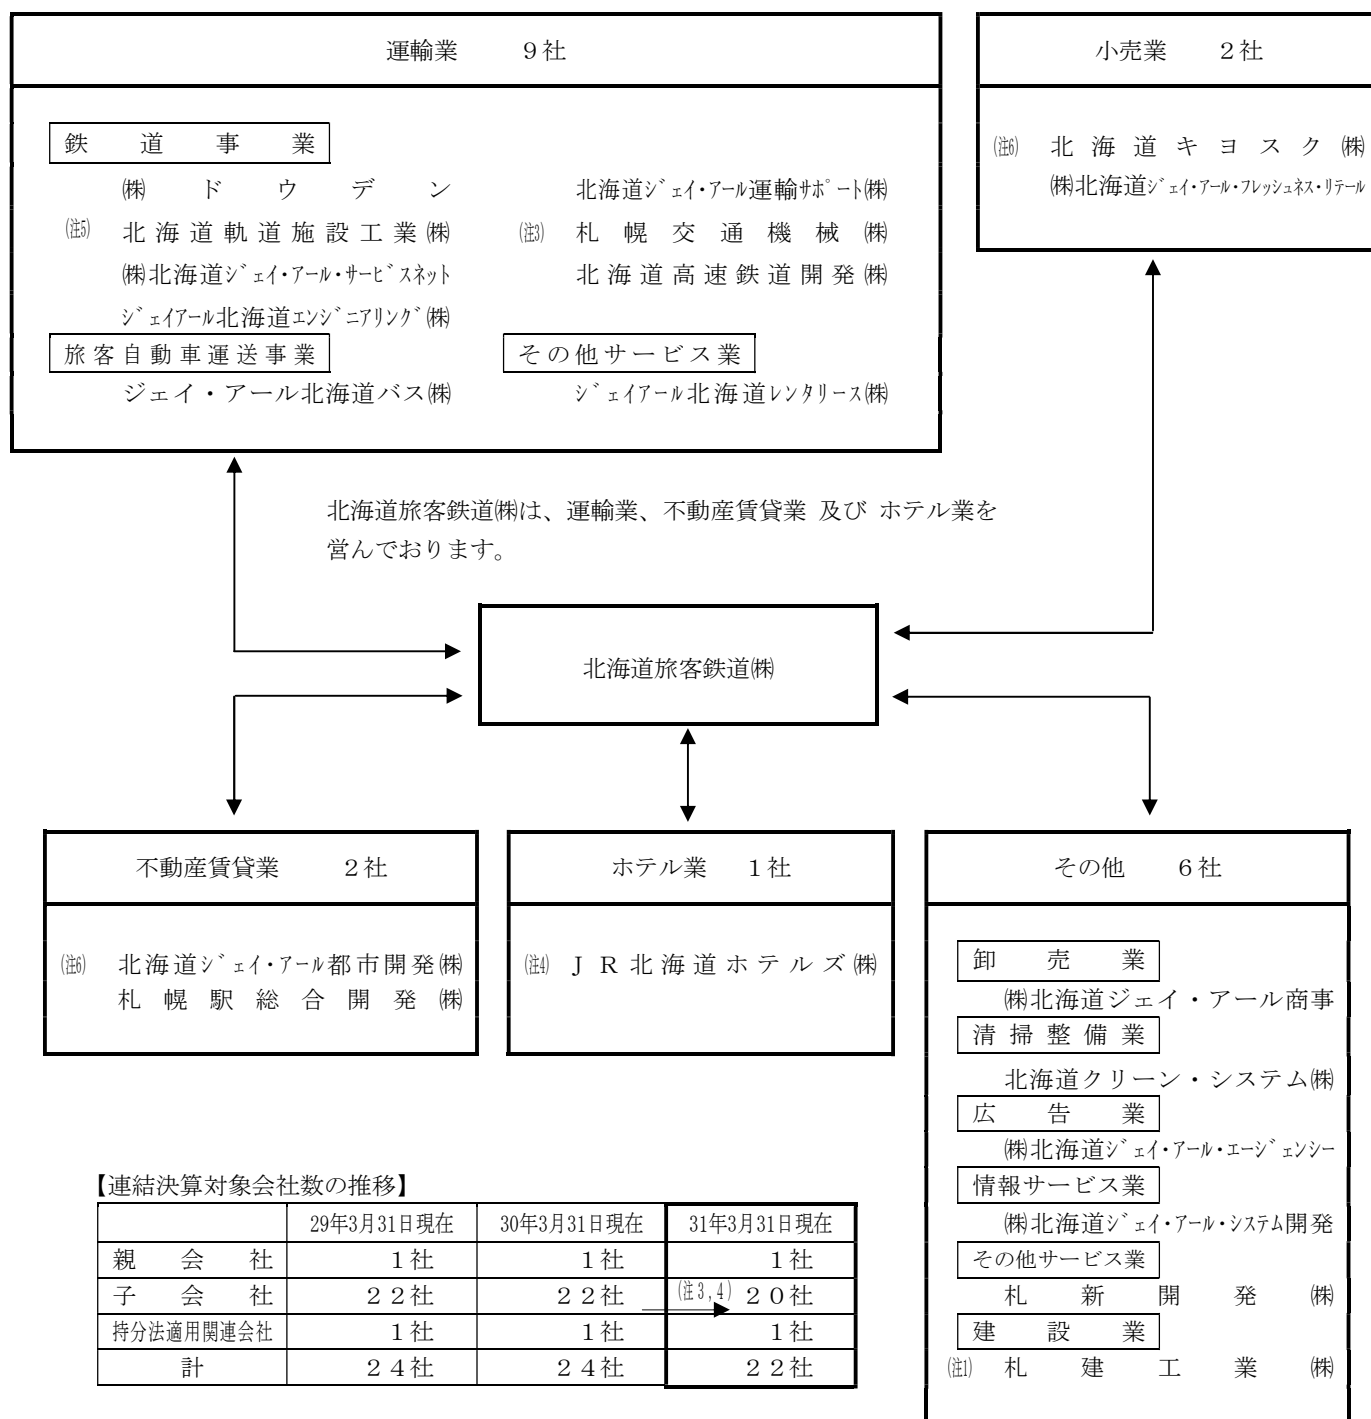 運輸業　　９社
鉄道事業
㈱ドウデン
(注5) 北海道軌道施設工業㈱
㈱北海道ｼﾞｪｲ･ｱｰﾙ･ｻｰﾋﾞｽネット
ｼﾞｪｲｱｰﾙ北海道ｴﾝｼﾞﾆｱﾘﾝｸﾞ㈱
北海道ｼﾞｪｲ･ｱｰﾙ運輸ｻﾎﾟｰﾄ㈱
(注3) 札幌交通機械㈱
北海道高速鉄道開発㈱
旅客自動車運送事業
ジェイ・アール北海道バス㈱
その他サービス業
ｼﾞｪｲｱｰﾙ北海道ﾚﾝﾀﾘｰｽ㈱
小売業　　２社
(注6) 北海道キヨスク㈱
㈱北海道ｼﾞｪｲ･ｱｰﾙ･ﾌﾚｯｼｭﾈｽ･ﾘﾃｰﾙ
北海道旅客鉄道㈱は、運輸業、不動産賃貸業 及び ホテル業を
営んでおります。
北海道旅客鉄道㈱
不動産賃貸業　　２社
(注6) 北海道ｼﾞｪｲ･ｱｰﾙ都市開発㈱
札幌駅総合開発㈱
ホテル業　１社
(注4) ＪＲ北海道ホテルズ㈱
その他　　６社
卸売業
㈱北海道ジェイ・アール商事
清掃整備業
北海道クリーン・システム㈱
広告業
㈱北海道ｼﾞｪｲ･ｱｰﾙ･ｴｰｼﾞｪﾝｼｰ
情報サービス業
㈱北海道ｼﾞｪｲ･ｱｰﾙ･ｼｽﾃﾑ開発
その他サービス業
札新開発㈱
建設業
(注1) 札建工業㈱
【連結決算対象会社数の推移】
29年3月31日現在 30年3月31日現在 31年3月31日現在
親会社 １社 １社 １社
子会社 ２２社 ２２社 (注3,4) ２０社
持分法適用関連会社 １社 １社 １社
計 ２４社 ２４社 ２２社